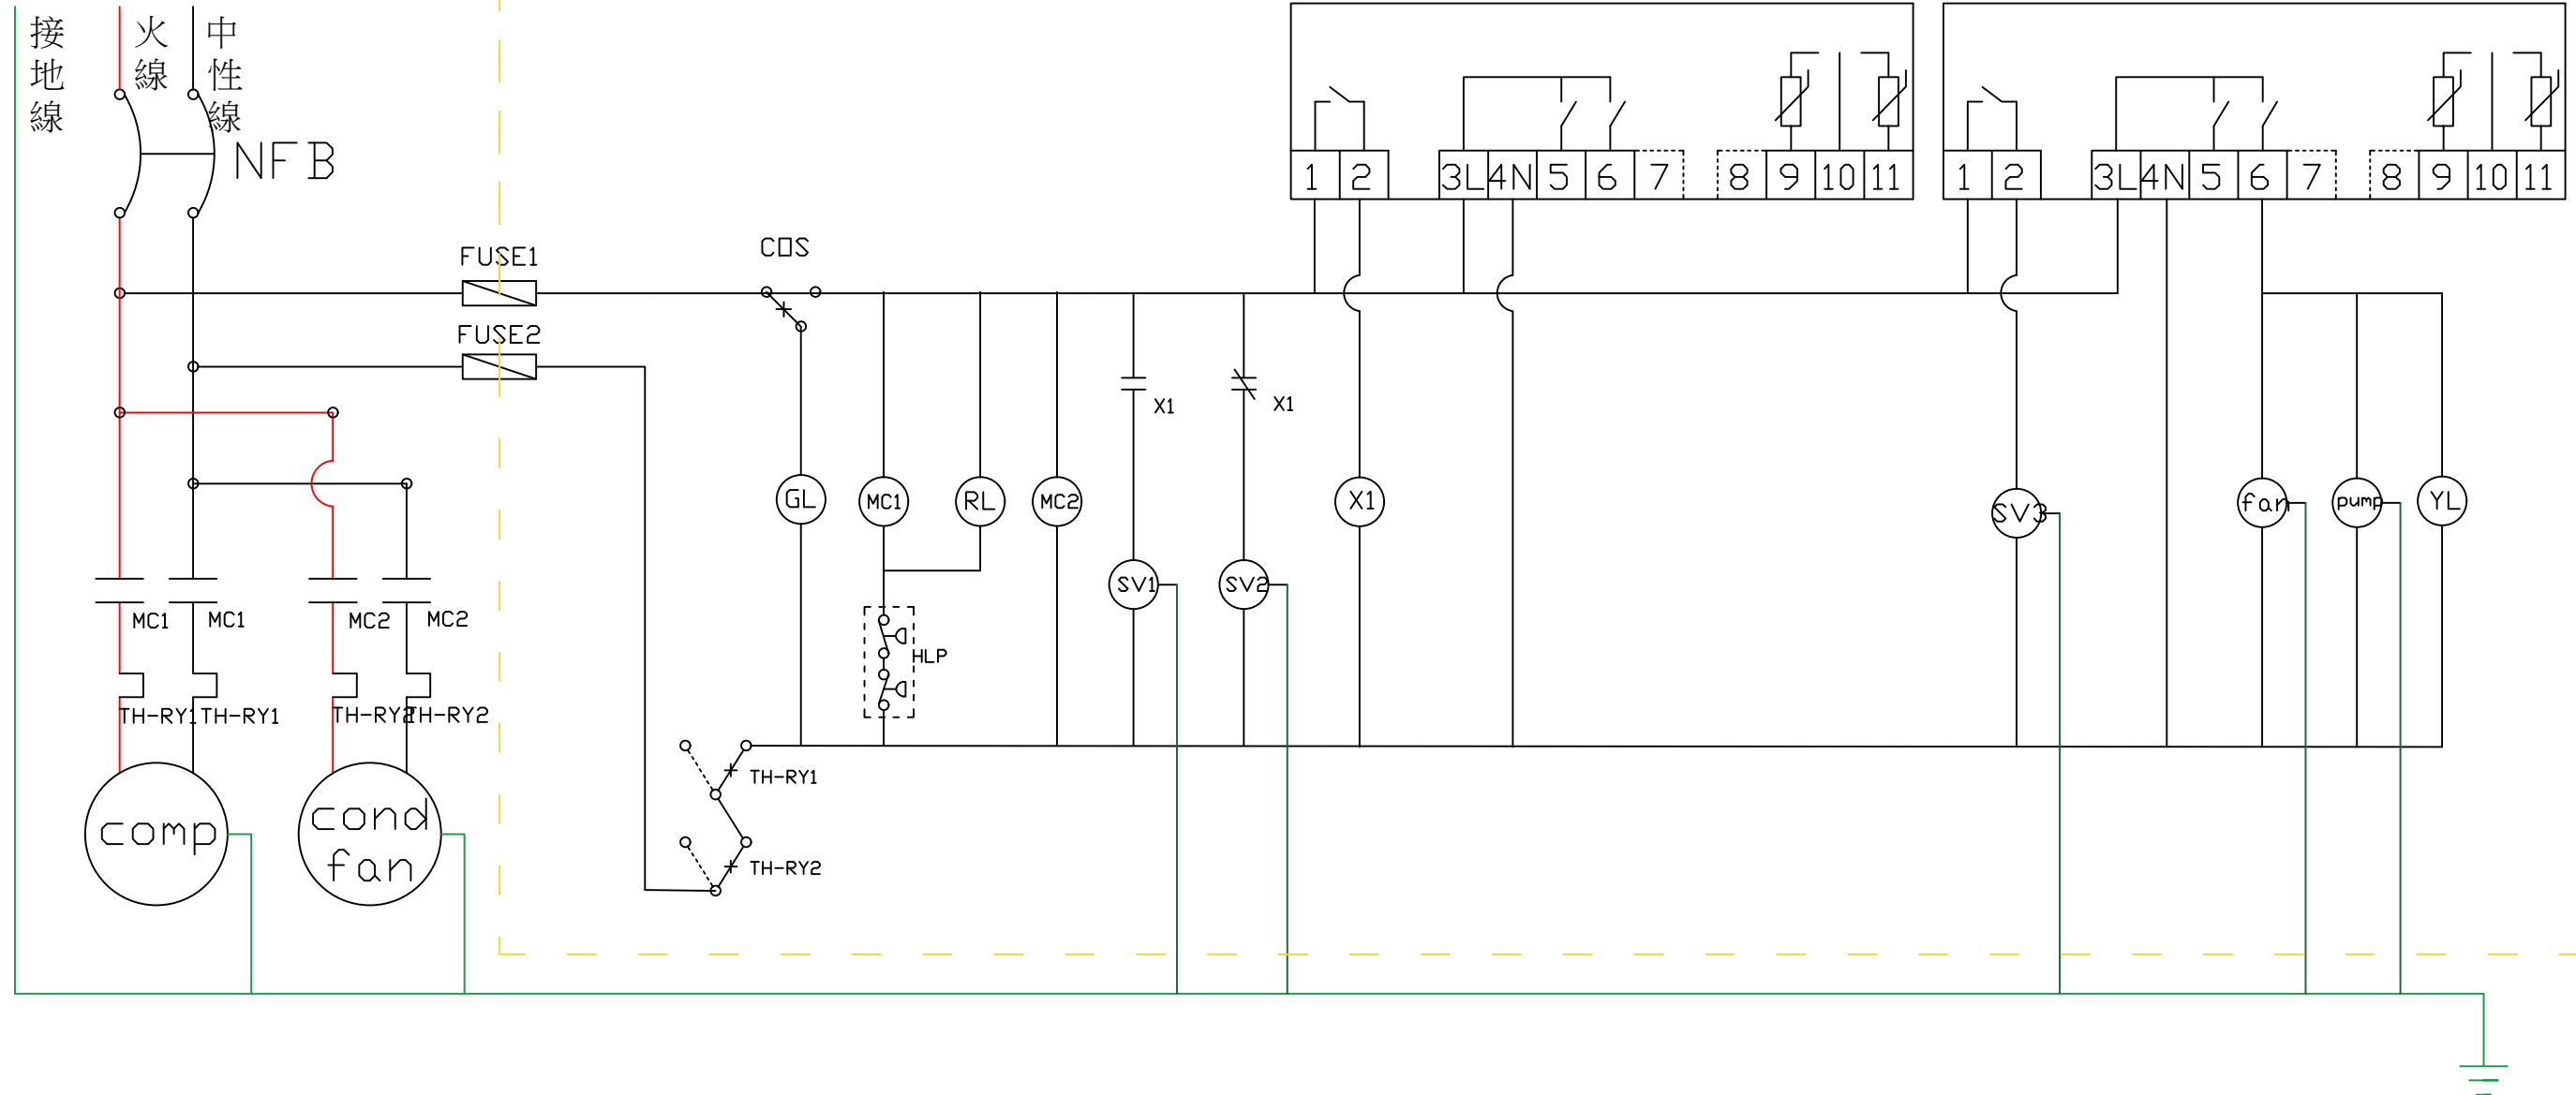 接地線
火線
中性線
NFB
FUSE1
FUSE2
COS
1 2 3L 4N 5 6 7 8 9 10 11
1 2 3L 4N 5 6 7 8 9 10 11
X1
X1
GL
MC1
RL
MC2
X1
SV3
fan
pump
YL
SV1
SV2
MC1
MC1
MC2
MC2
HLP
TH-RY1
TH-RY1
TH-RY2
TH-RY2
TH-RY1
TH-RY2
comp
cond
fan